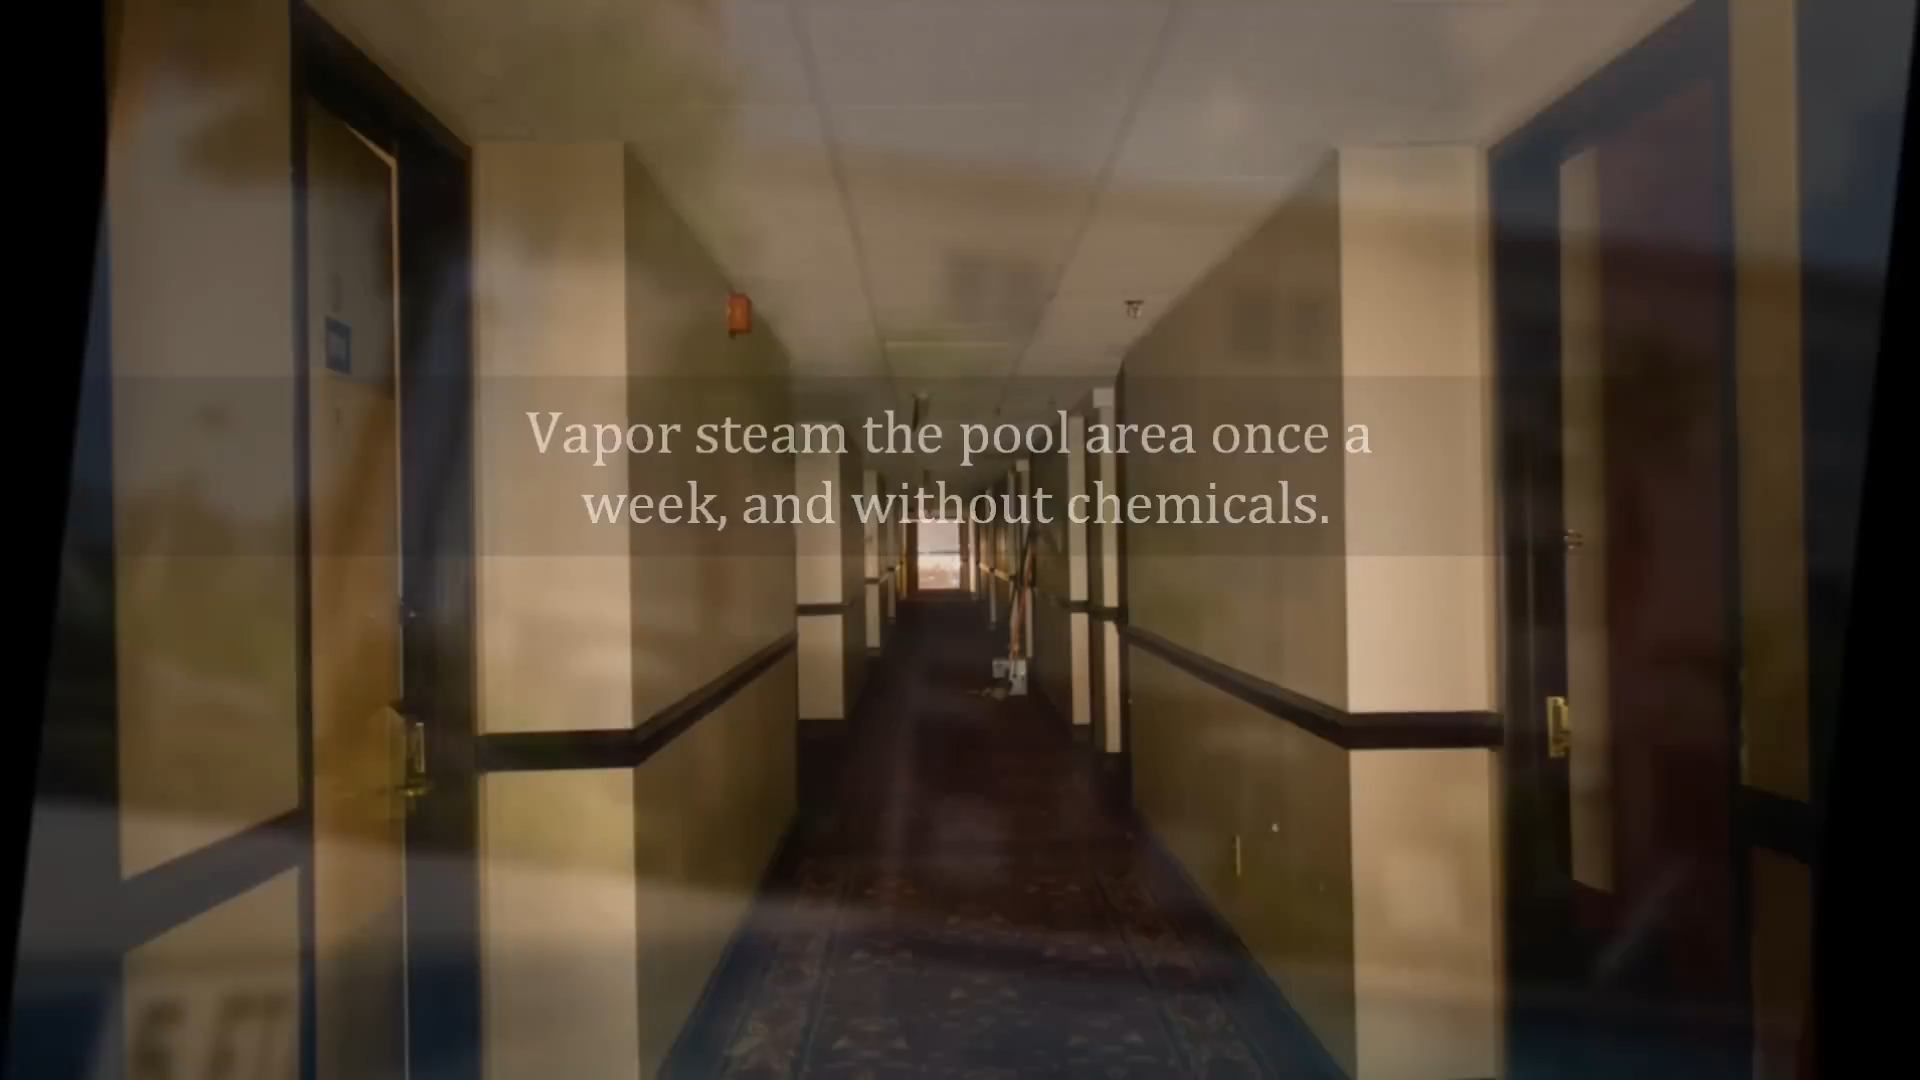 Vapor steam the pool area once a
week, and without chemicals.